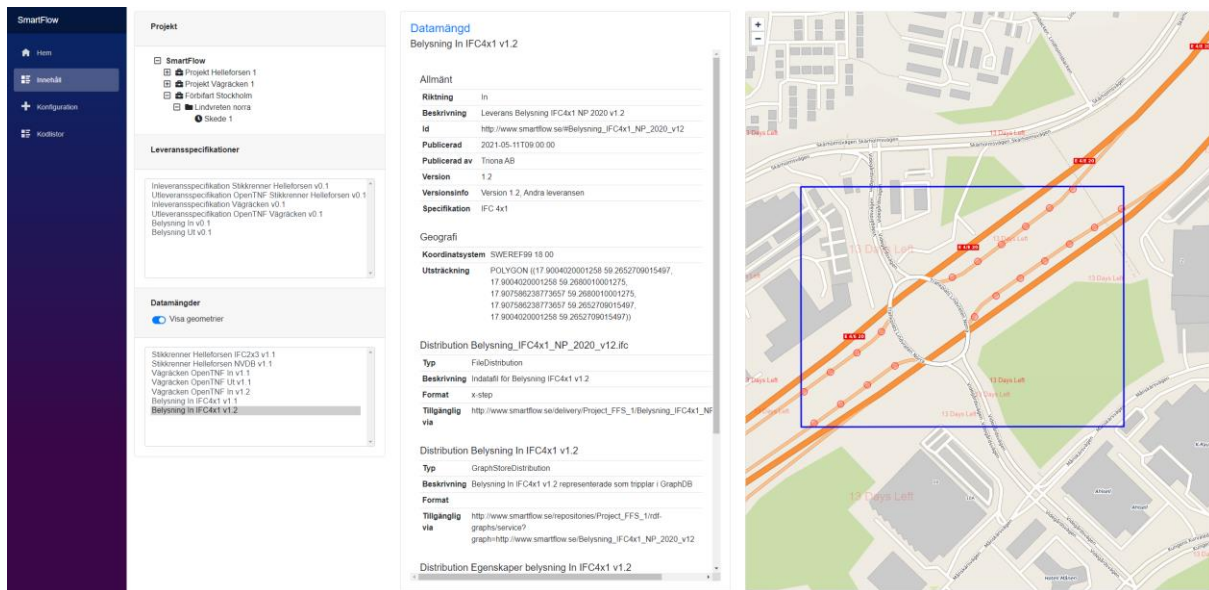 SmartFlow
Hem
Innehåll
Konfiguration
Kodlistor
Projekt
SmartFlow
Projekt Helleforsen 1
Projekt Vägräcken 1
Förbifart Stockholm
Lindvreten norra
Skede 1
Leveransspecifikationer
Inleveransspecifikation Stikkrenner Helleforsen v0.1
Utleveransspecifikation OpenTNF Stikkrenner Helleforsen v0.1
Inleveransspecifikation Vägräcken v0.1
Utleveransspecifikation OpenTNF Vägräcken v0.1
Belysning In v0.1
Belysning Ut v0.1
Datamängder
Visa geometrier
Stikkrenner Helleforsen IFC2x3 v1.1
Stikkrenner Helleforsen NVDB v1.1
Vägräcken OpenTNF In v1.1
Vägräcken OpenTNF Ut v1.1
Vägräcken OpenTNF In v1.2
Belysning In IFC4x1 v1.1
Belysning In IFC4x1 v1.2
Datamängd
Belysning In IFC4x1 v1.2
Allmänt
Riktning In
Beskrivning Leverans Belysning IFC4x1 NP 2020 v1.2
Id http://www.smartflow.se/#Belysning_IFC4x1_NP_2020_v12
Publicerad 2021-05-11T09:00:00
Publicerad av Triona AB
Version 1.2
Versionsinfo Version 1.2, Andra leveransen
Specifikation IFC 4x1
Geografi
Koordinatsystem SWEREF99 18 00
Utsträckning POLYGON ((17.9004020001258 59.2652709015497,
17.9004020001258 59.2680010001275,
17.907586238773657 59.2680010001275,
17.907586238773657 59.2652709015497,
17.9004020001258 59.2652709015497))
Distribution Belysning_IFC4x1_NP_2020_v12.ifc
Typ FileDistribution
Beskrivning Indatafil för Belysning IFC4x1 v1.2
Format x-step
Tillgänglig via http://www.smartflow.se/delivery/Project_FFS_1/Belysning_IFC4x1_NP
Distribution Belysning In IFC4x1 v1.2
Typ GraphStoreDistribution
Beskrivning Belysning In IFC4x1 v1.2 representerade som tripplar i GraphDB
Format
Tillgänglig via http://www.smartflow.se/repositories/Project_FFS_1/rdf-
graphs/service?
graph=http://www.smartflow.se/Belysning_IFC4x1_NP_2020_v12
Distribution Egenskaper belysning In IFC4x1 v1.2
+
−
E 4/E 20
13 Days Left
Skärholmsvägen
Skärholmsvägen Skärholmsvägen
13 Days Left
E 4/E 20
E 4/E 20
13 Days Left
13 Days Left
13 Days Left
E 4/E 20
13 Days Left
13 Days Left
13 Days Left
13 Days Left
Månskärsvägen
Ahlsell
Ahlsell